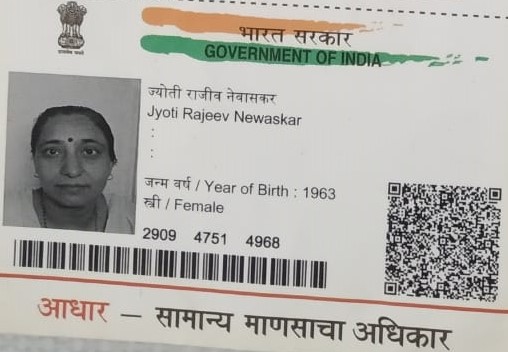 भारत सरकार
GOVERNMENT OF INDIA
ज्योती राजीव नेवासकर
Jyoti Rajeev Newaskar
:
:
जन्म वर्ष / Year of Birth : 1963
स्त्री / Female
2909 4751 4968
आधार — सामान्य माणसाचा अधिकार